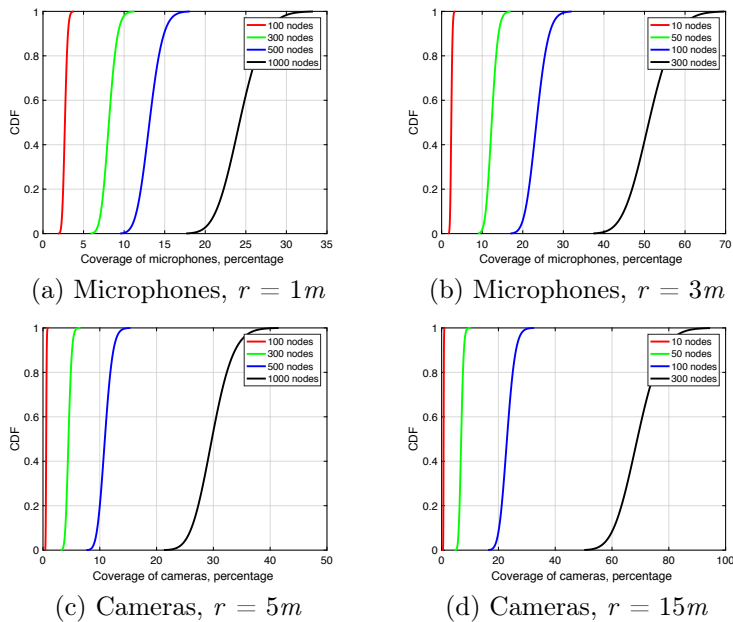 1
0.8
0.6
0.4
0.2
0
CDF
0 5 10 15 20 25 30 35
Coverage of microphones, percentage
100 nodes
300 nodes
500 nodes
1000 nodes
(a) Microphones, r = 1m
1
0.8
0.6
0.4
0.2
0
CDF
0 10 20 30 40 50 60 70
Coverage of microphones, percentage
10 nodes
50 nodes
100 nodes
300 nodes
(b) Microphones, r = 3m
1
0.8
0.6
0.4
0.2
0
CDF
0 10 20 30 40 50
Coverage of cameras, percentage
100 nodes
300 nodes
500 nodes
1000 nodes
(c) Cameras, r = 5m
1
0.8
0.6
0.4
0.2
0
CDF
0 20 40 60 80 100
Coverage of cameras, percentage
10 nodes
50 nodes
100 nodes
300 nodes
(d) Cameras, r = 15m